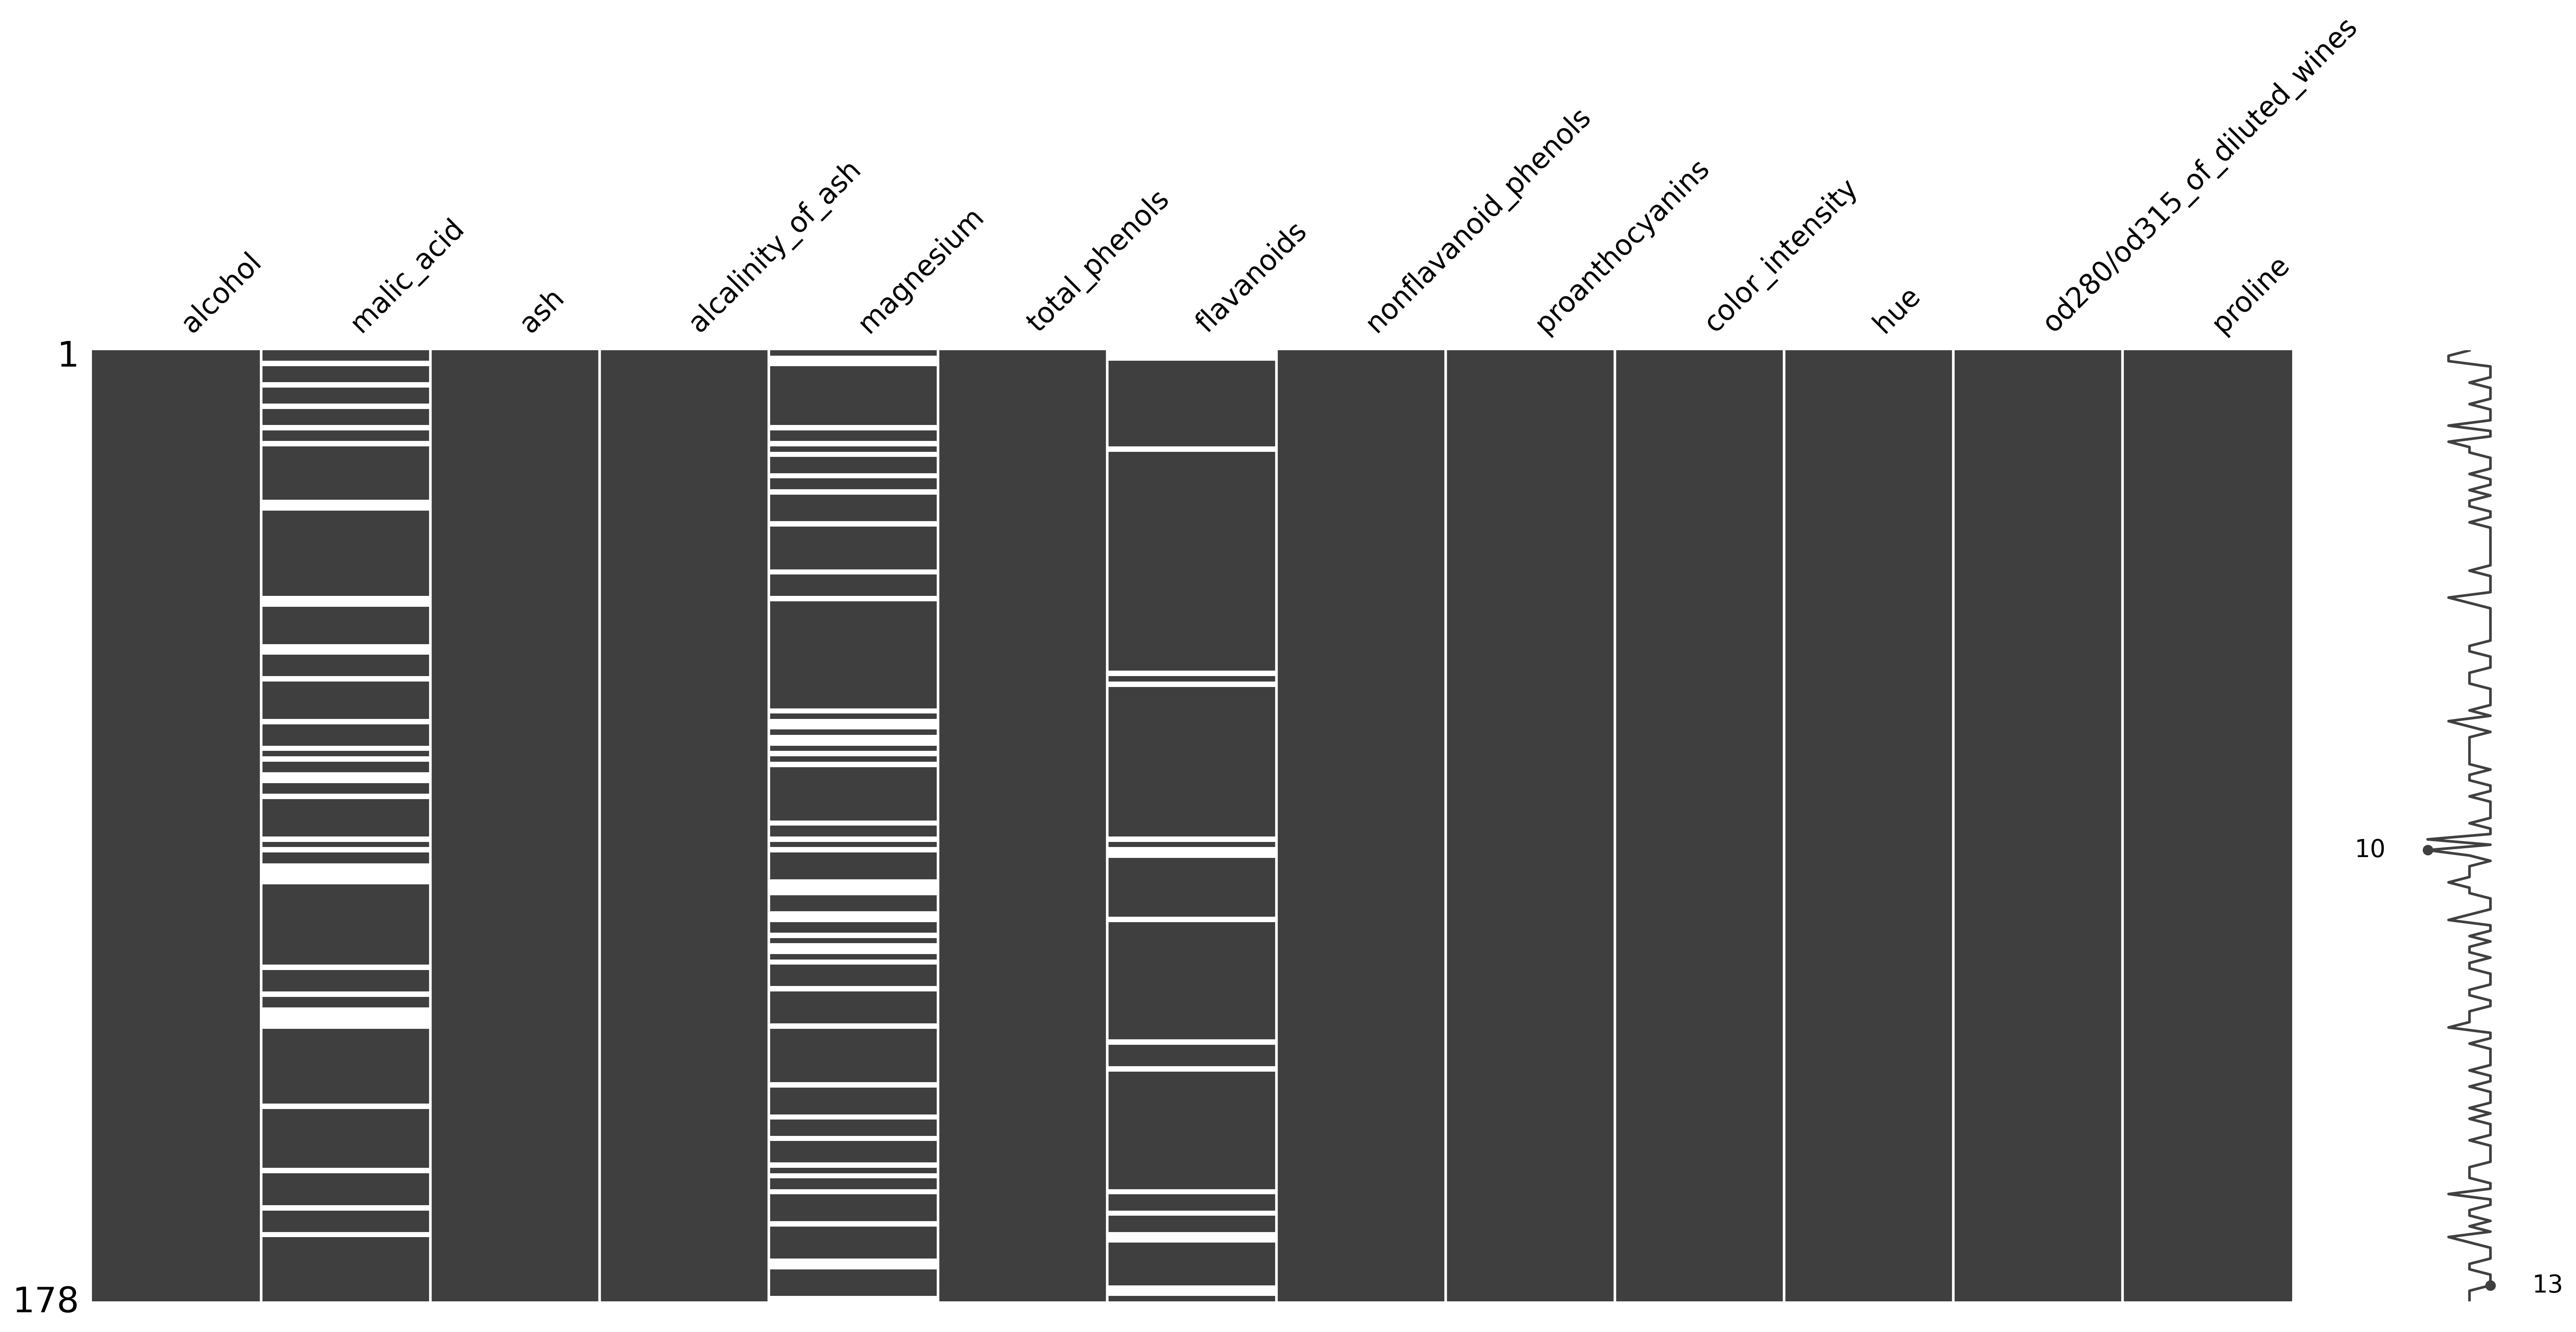 alcohol
malic_acid
ash
alcalinity_of_ash
magnesium
total_phenols
flavanoids
nonflavanoid_phenols
proanthocyanins
color_intensity
hue
od280/od315_of_diluted_wines
proline
1
10
13
178